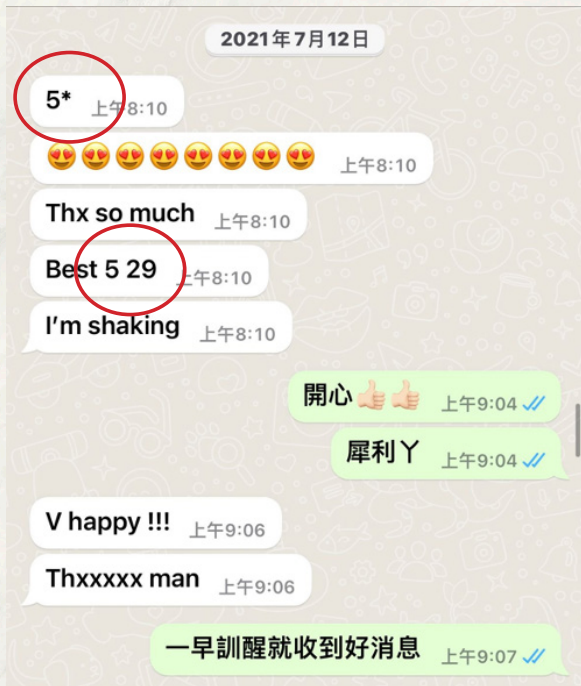 2021年7月12日
5* 上午8:10
😍😍😍😍😍😍😍😍 上午8:10
Thx so much 上午8:10
Best 5 29 上午8:10
I'm shaking 上午8:10
開心👍🏻👍🏻 上午9:04
犀利丫 上午9:04
V happy !!! 上午9:06
Thxxxxx man 上午9:06
一早訓醒就收到好消息 上午9:07